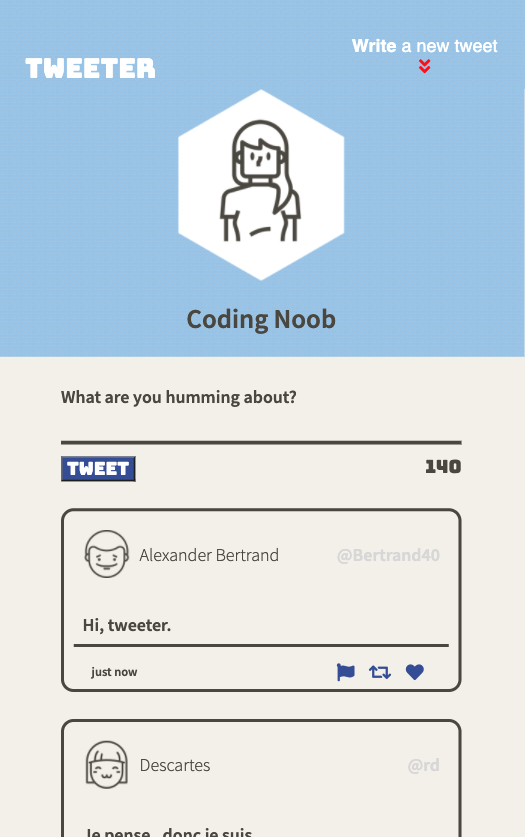 Write a new tweet
TWEETER
Coding Noob
What are you humming about?
TWEET
140
Alexander Bertrand
@Bertrand40
Hi, tweeter.
just now
Descartes
@rd
Je pense , donc je suis